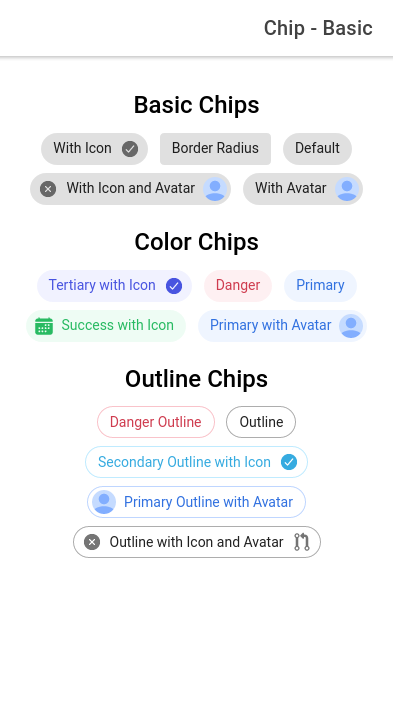 Chip - Basic
Basic Chips
With Icon Border Radius Default
With Icon and Avatar With Avatar
Color Chips
Tertiary with Icon Danger Primary
Success with Icon Primary with Avatar
Outline Chips
Danger Outline Outline
Secondary Outline with Icon
Primary Outline with Avatar
Outline with Icon and Avatar